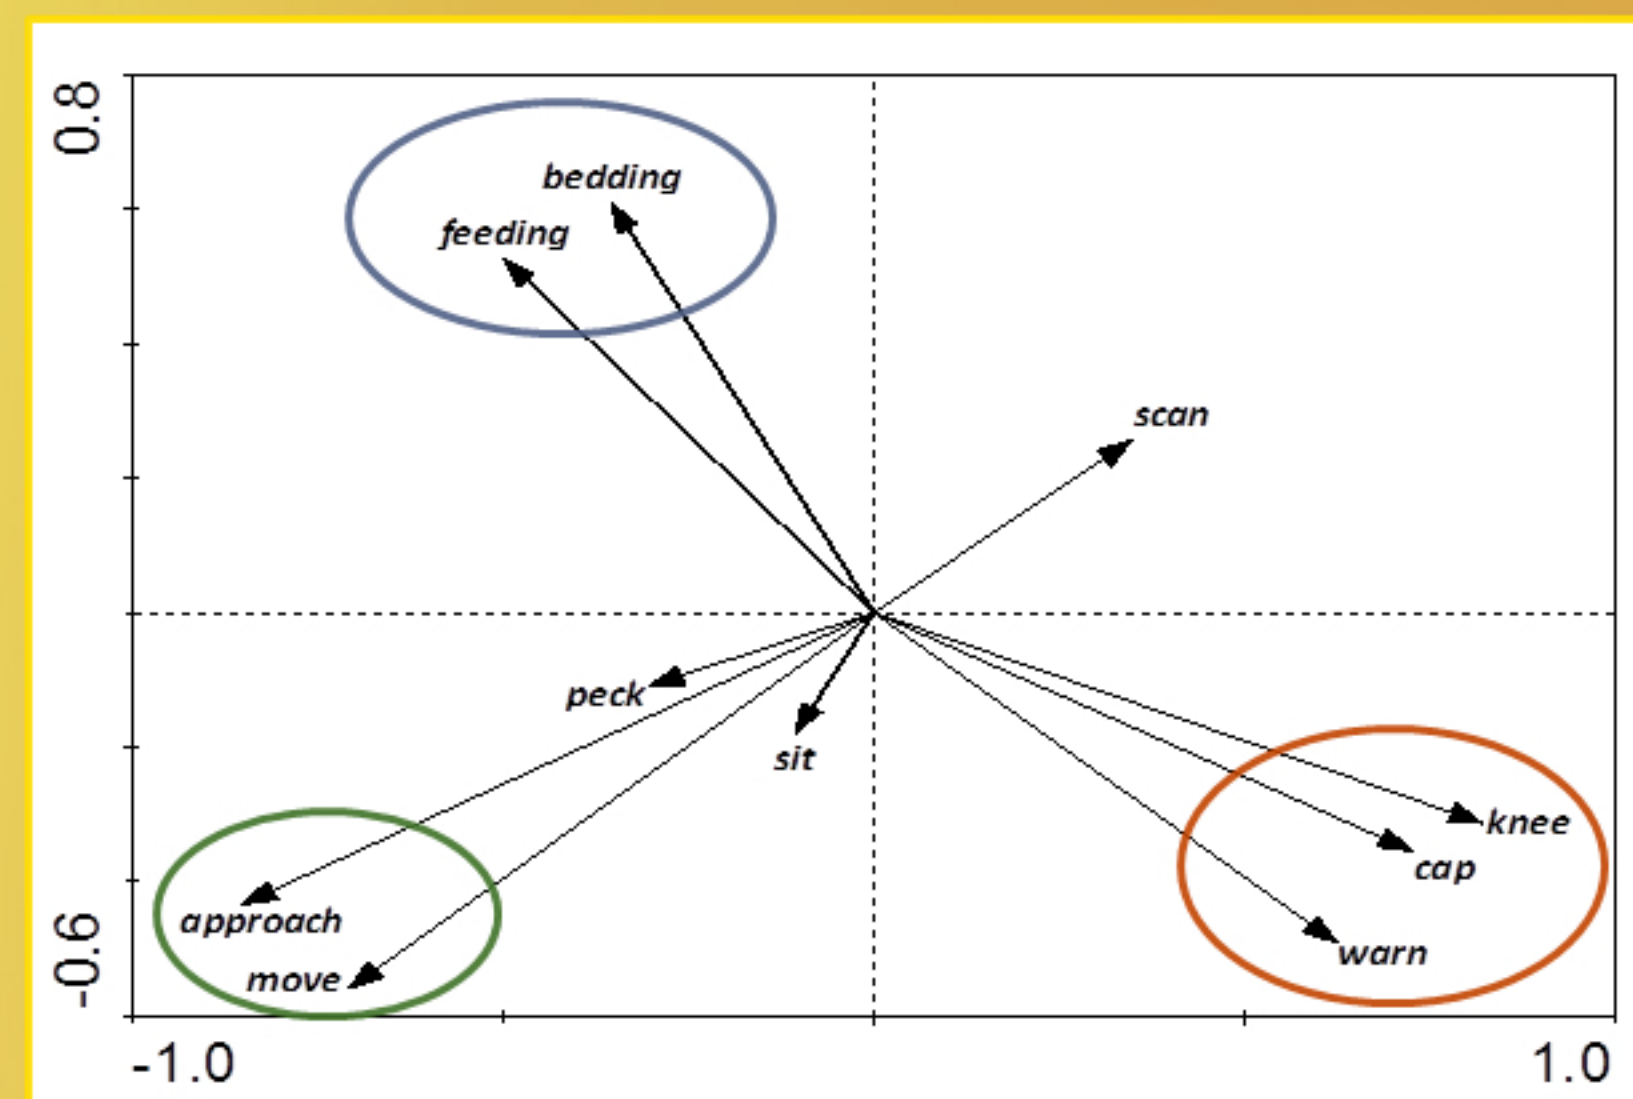 0.8
bedding
feeding
scan
peck
sit
knee
cap
approach
warn
move
-0.6
-1.0
1.0